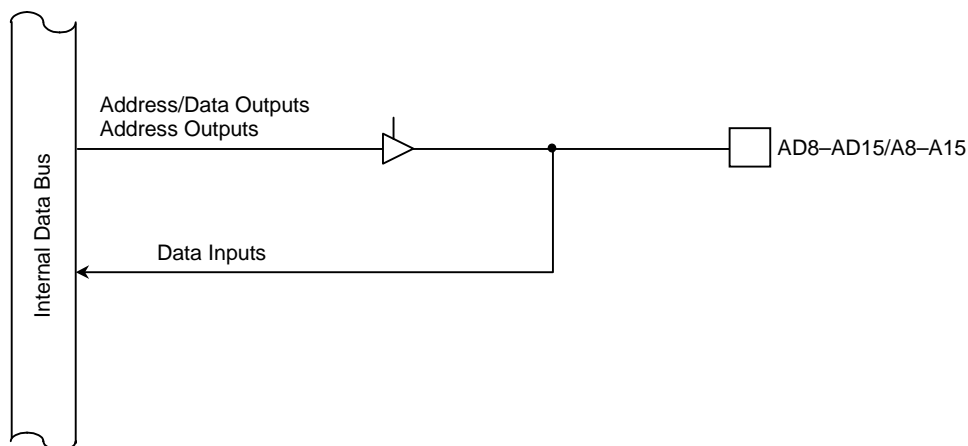 Address/Data Outputs
Address Outputs
AD8–AD15/A8–A15
Internal Data Bus
Data Inputs